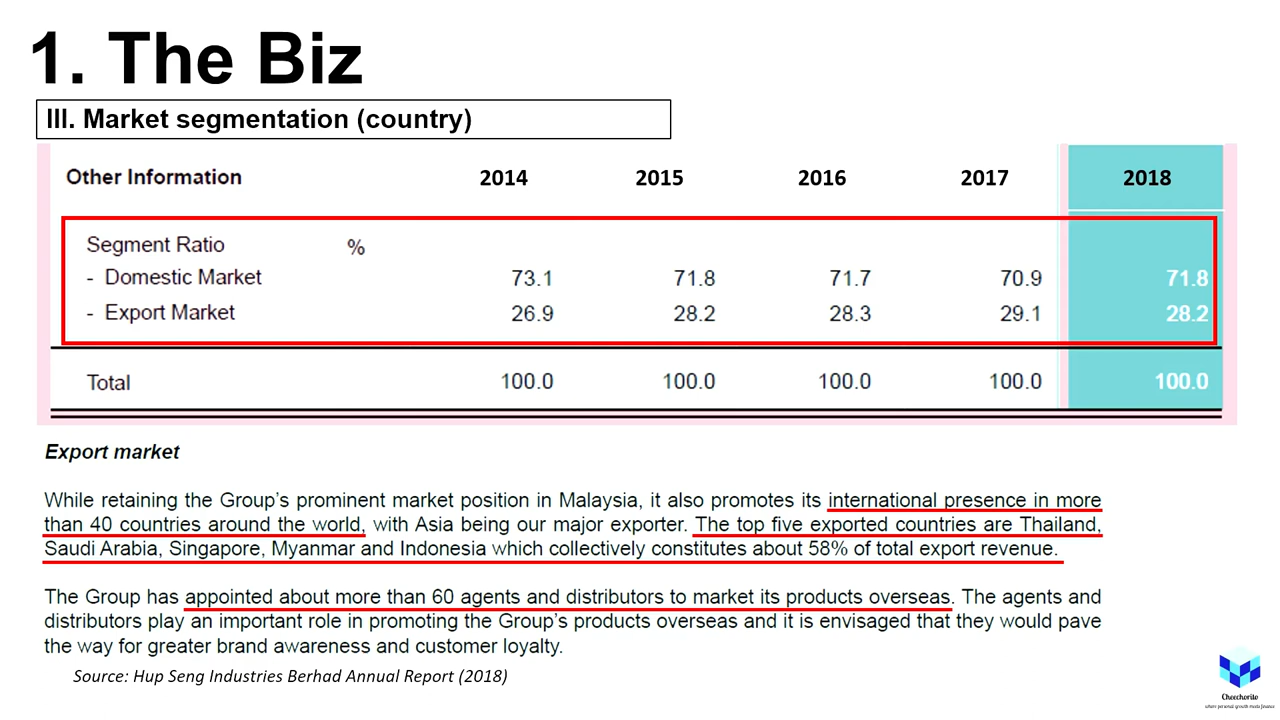 1. The Biz
III. Market segmentation (country)
Other Information 2014 2015 2016 2017 2018
Segment Ratio %
- Domestic Market 73.1 71.8 71.7 70.9 71.8
- Export Market 26.9 28.2 28.3 29.1 28.2
Total 100.0 100.0 100.0 100.0 100.0
Export market
While retaining the Group's prominent market position in Malaysia, it also promotes its international presence in more
than 40 countries around the world, with Asia being our major exporter. The top five exported countries are Thailand,
Saudi Arabia, Singapore, Myanmar and Indonesia which collectively constitutes about 58% of total export revenue.
The Group has appointed about more than 60 agents and distributors to market its products overseas. The agents and
distributors play an important role in promoting the Group's products overseas and it is envisaged that they would pave
the way for greater brand awareness and customer loyalty.
Source: Hup Seng Industries Berhad Annual Report (2018)
Cheechorite
where personal growth meets finance